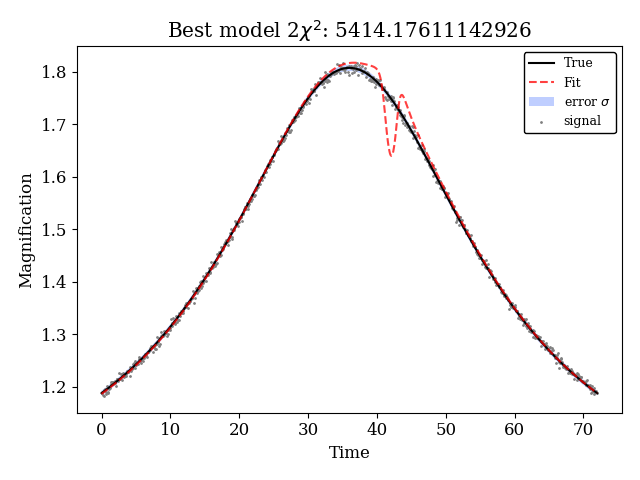 Best model 2χ²: 5414.17611142926
True
Fit
error σ
signal
Magnification
1.8
1.7
1.6
1.5
1.4
1.3
1.2
0 10 20 30 40 50 60 70
Time